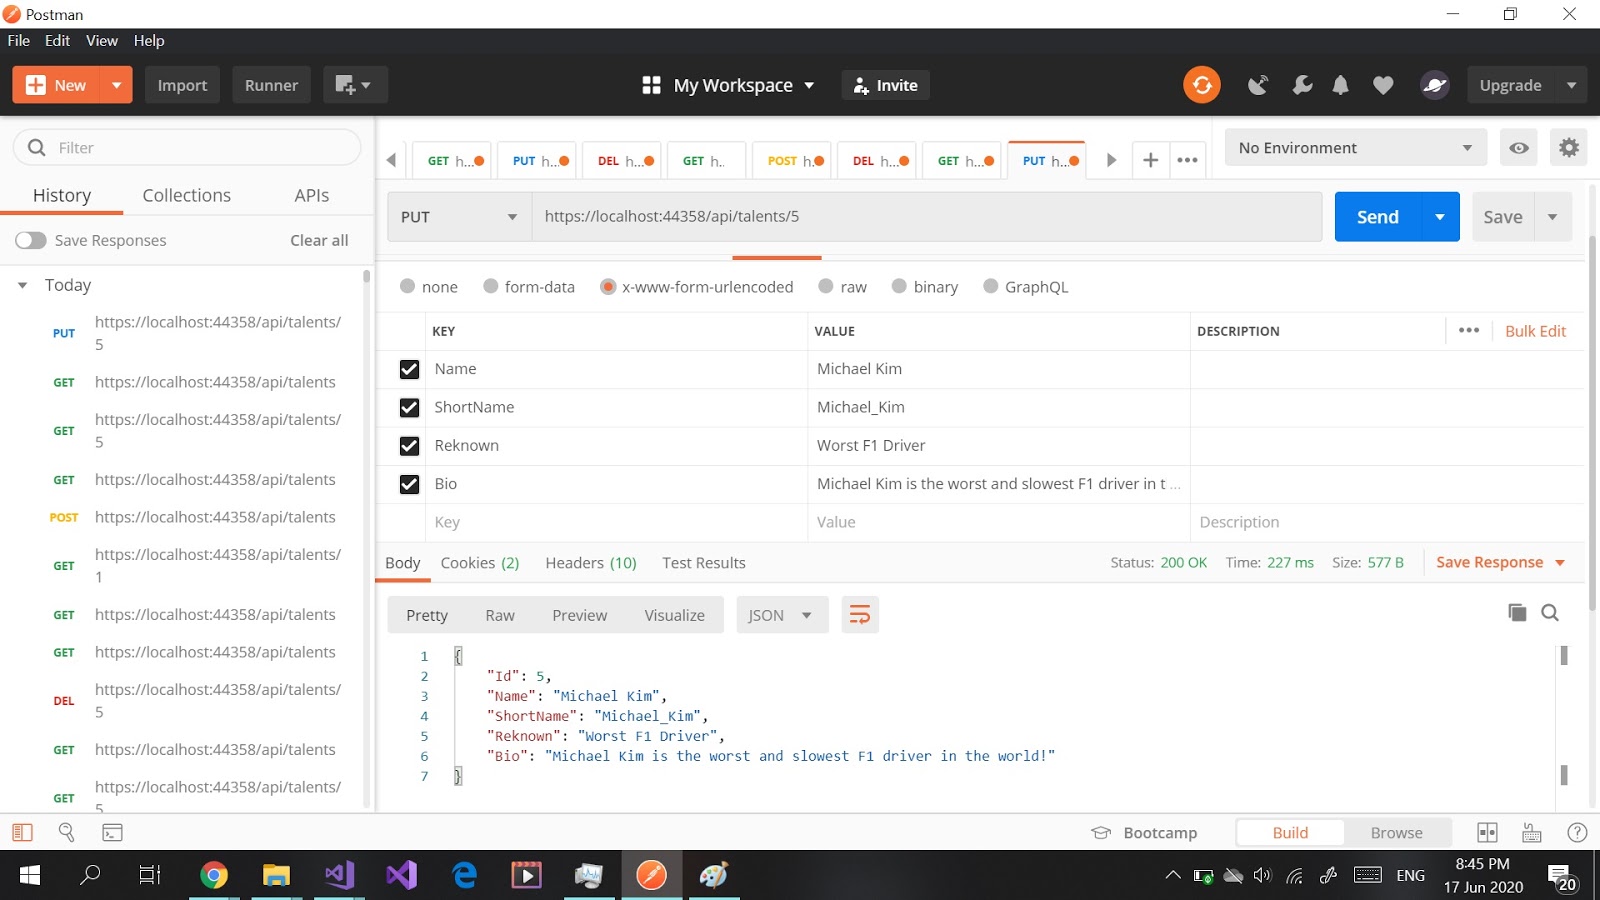 Postman
File Edit View Help
New Import Runner My Workspace Invite Upgrade
Filter
History Collections APIs
Save Responses Clear all
Today
PUT https://localhost:44358/api/talents/
5
GET https://localhost:44358/api/talents
GET https://localhost:44358/api/talents/
5
GET https://localhost:44358/api/talents
POST https://localhost:44358/api/talents
GET https://localhost:44358/api/talents/
1
GET https://localhost:44358/api/talents
GET https://localhost:44358/api/talents
DEL https://localhost:44358/api/talents/
5
GET https://localhost:44358/api/talents
GET https://localhost:44358/api/talents/
5
GET h... PUT h... DEL h... GET h.. POST h. DEL h... GET h... PUT h... No Environment
PUT https://localhost:44358/api/talents/5 Send Save
none form-data x-www-form-urlencoded raw binary GraphQL
KEY VALUE DESCRIPTION Bulk Edit
Name Michael Kim
ShortName Michael_Kim
Reknown Worst F1 Driver
Bio Michael Kim is the worst and slowest F1 driver in t ...
Key Value Description
Body Cookies (2) Headers (10) Test Results Status: 200 OK Time: 227 ms Size: 577 B Save Response
Pretty Raw Preview Visualize JSON
1 {
2 "Id": 5,
3 "Name": "Michael Kim",
4 "ShortName": "Michael_Kim",
5 "Reknown": "Worst F1 Driver",
6 "Bio": "Michael Kim is the worst and slowest F1 driver in the world!"
7 }
Bootcamp Build Browse
ENG 8:45 PM
17 Jun 2020
20